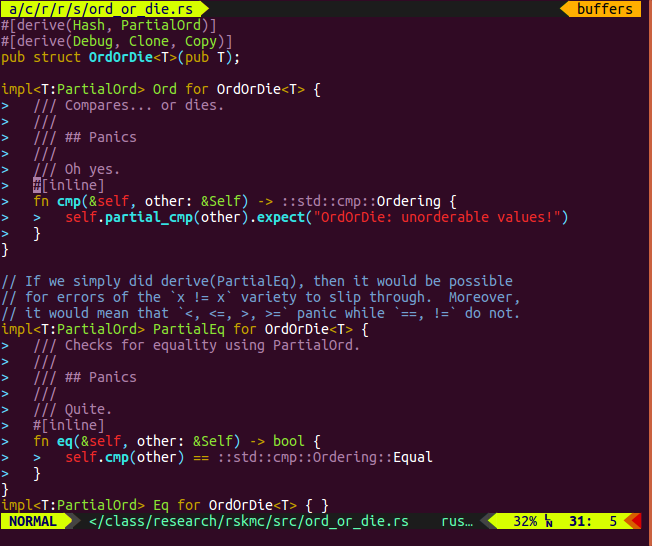 a/c/r/r/s/ord_or_die.rs buffers
#[derive(Hash, PartialOrd)]
#[derive(Debug, Clone, Copy)]
pub struct OrdOrDie<T>(pub T);

impl<T:PartialOrd> Ord for OrdOrDie<T> {
>   /// Compares... or dies.
>   ///
>   /// ## Panics
>   ///
>   /// Oh yes.
>   #[inline]
>   fn cmp(&self, other: &Self) -> ::std::cmp::Ordering {
>   >   self.partial_cmp(other).expect("OrdOrDie: unorderable values!")
>   }
}

// If we simply did derive(PartialEq), then it would be possible
// for errors of the `x != x` variety to slip through.  Moreover,
// it would mean that `<, <=, >, >=` panic while `==, !=` do not.
impl<T:PartialOrd> PartialEq for OrdOrDie<T> {
>   /// Checks for equality using PartialOrd.
>   ///
>   /// ## Panics
>   ///
>   /// Quite.
>   #[inline]
>   fn eq(&self, other: &Self) -> bool {
>   >   self.cmp(other) == ::std::cmp::Ordering::Equal
>   }
}
impl<T:PartialOrd> Eq for OrdOrDie<T> { }
NORMAL </class/research/rskmc/src/ord_or_die.rs rus… 32% ␤ 31: 5